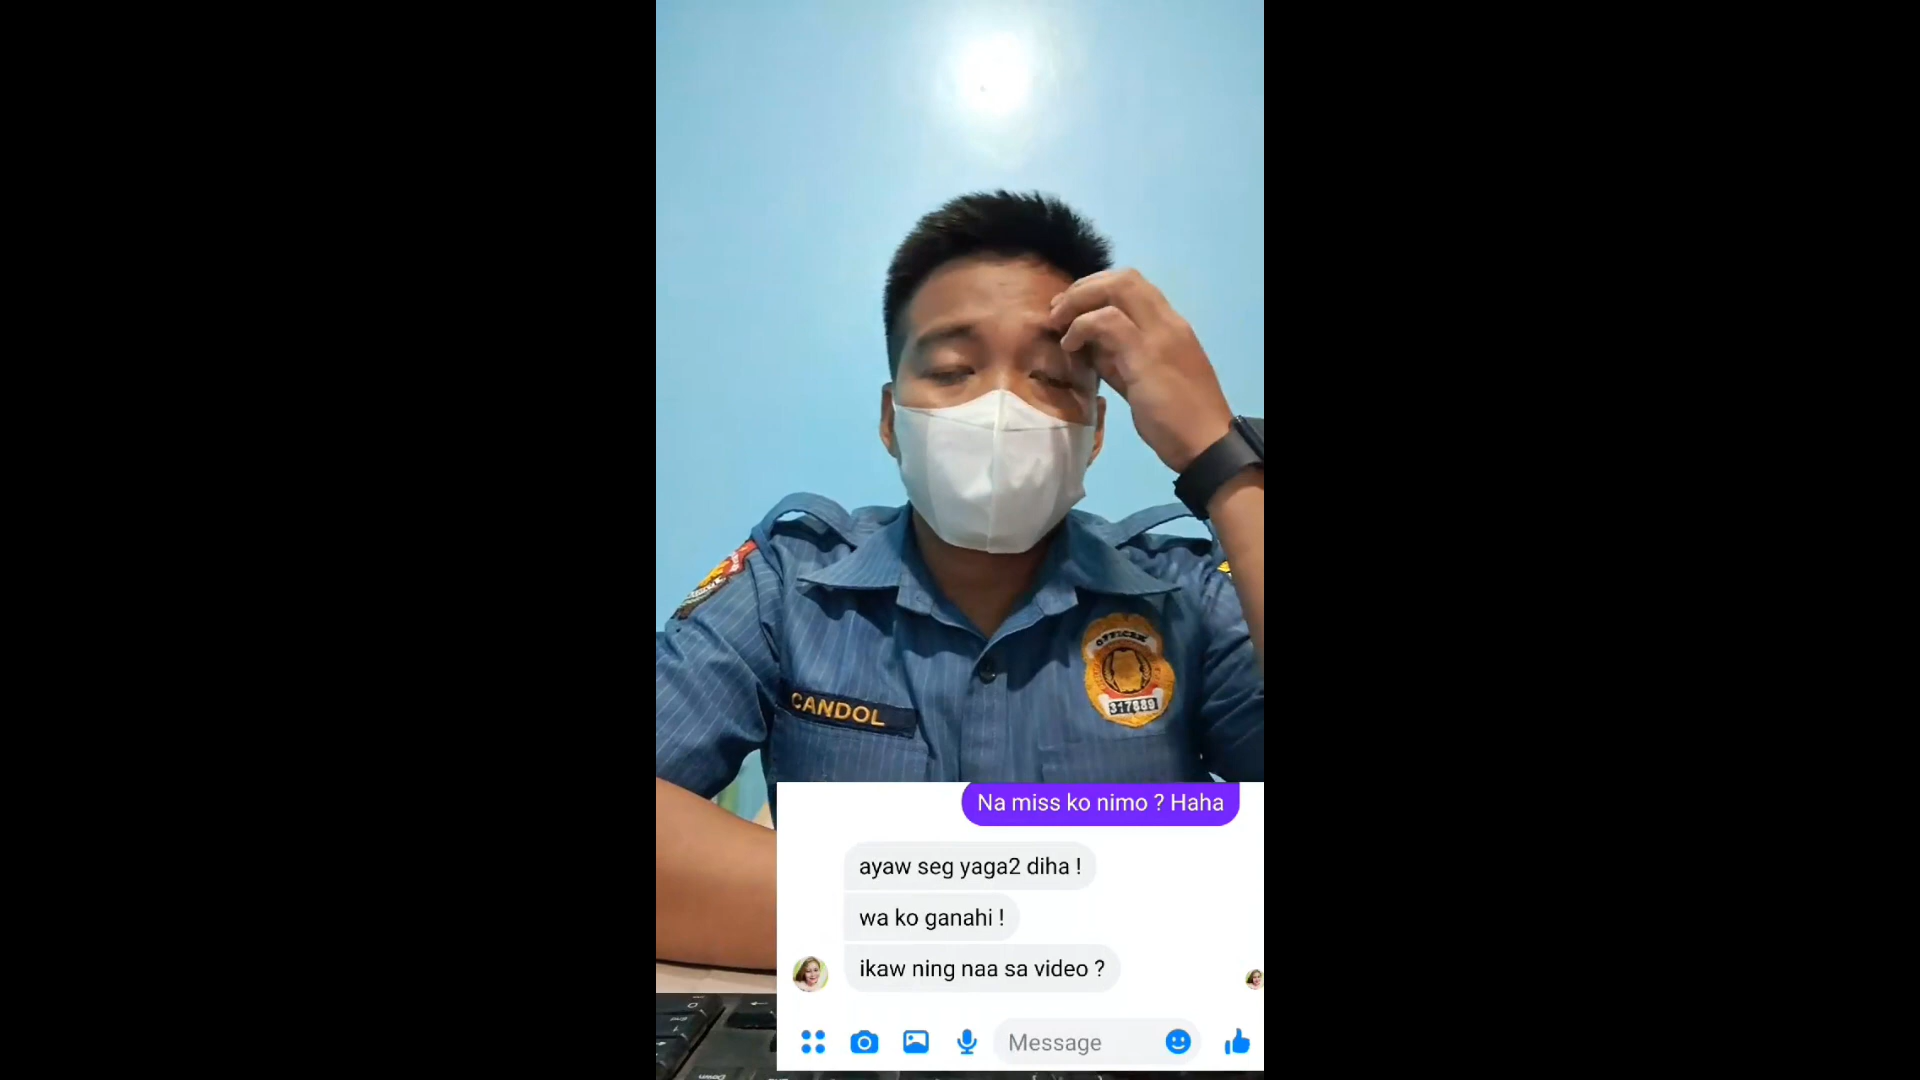 OFFICER
317889
CANDOL
Na miss ko nimo ? Haha
ayaw seg yaga2 diha !
wa ko ganahi !
ikaw ning naa sa video ?
Message